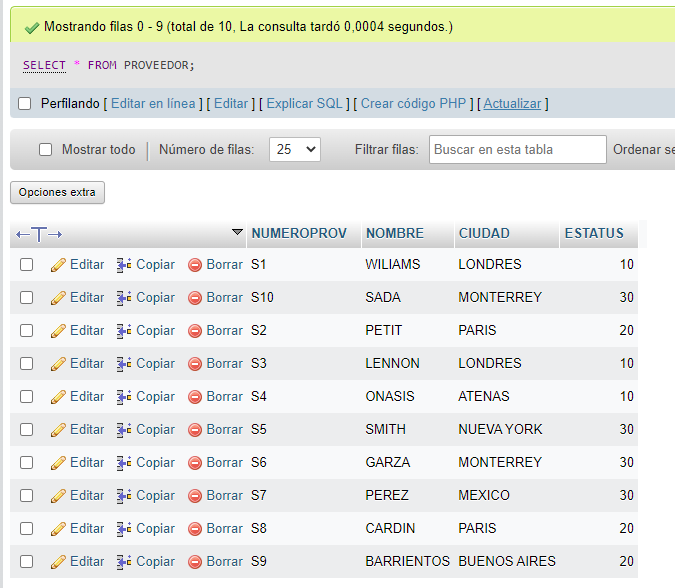 Mostrando filas 0 - 9 (total de 10, La consulta tardó 0,0004 segundos.)
SELECT * FROM PROVEEDOR;
Perfilando [ Editar en línea ] [ Editar ] [ Explicar SQL ] [ Crear código PHP ] [ Actualizar ]
Mostrar todo | Número de filas: 25 Filtrar filas: Buscar en esta tabla Ordenar se
Opciones extra
←T→ NUMEROPROV NOMBRE CIUDAD ESTATUS
Editar Copiar Borrar S1 WILIAMS LONDRES 10
Editar Copiar Borrar S10 SADA MONTERREY 30
Editar Copiar Borrar S2 PETIT PARIS 20
Editar Copiar Borrar S3 LENNON LONDRES 10
Editar Copiar Borrar S4 ONASIS ATENAS 10
Editar Copiar Borrar S5 SMITH NUEVA YORK 30
Editar Copiar Borrar S6 GARZA MONTERREY 30
Editar Copiar Borrar S7 PEREZ MEXICO 30
Editar Copiar Borrar S8 CARDIN PARIS 20
Editar Copiar Borrar S9 BARRIENTOS BUENOS AIRES 20